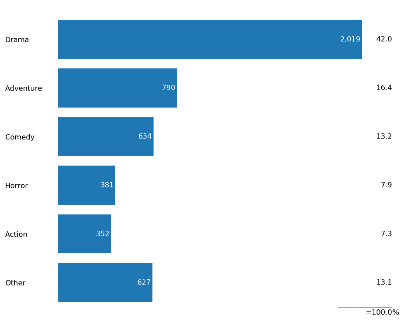 Drama 2,019 42.0
Adventure 790 16.4
Comedy 634 13.2
Horror 381 7.9
Action 352 7.3
Other 627 13.1
=100.0%